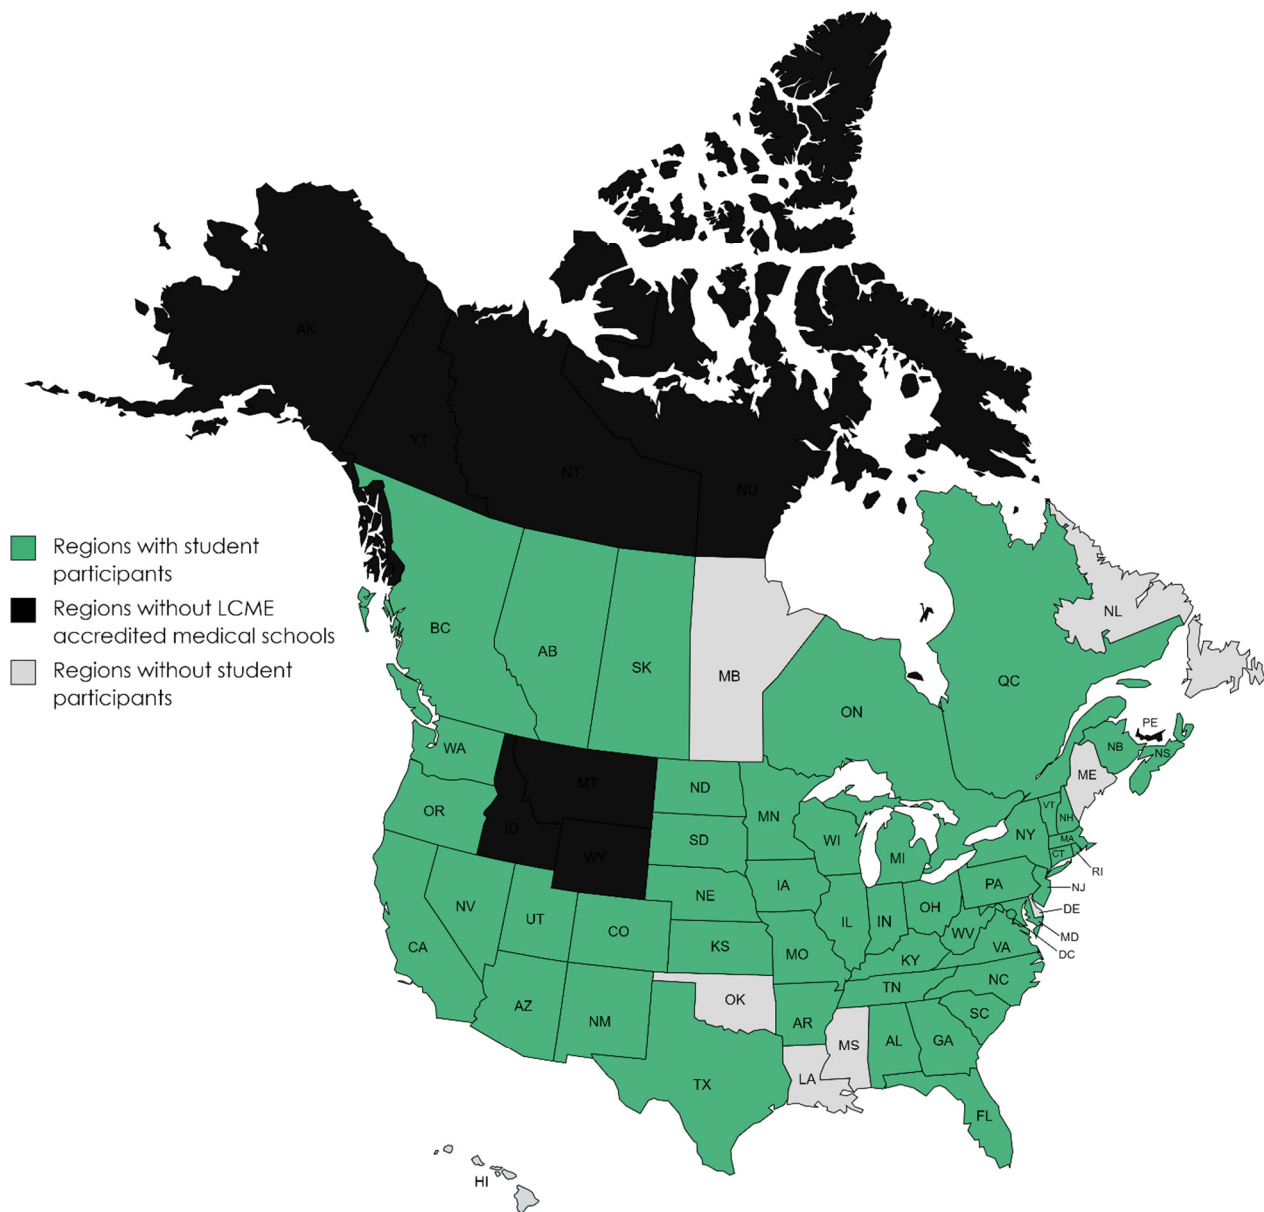 AK
YT
NT
NU
Regions with student
participants
Regions without LCME
accredited medical schools
Regions without student
participants
BC
AB
SK
MB
ON
QC
NL
PE
NB
NS
ME
WA
MT
ND
MN
OR
ID
WY
SD
WI
MI
NY
VT
NH
MA
CT
RI
NJ
PA
DE
MD
DC
NE
IA
IL
IN
OH
WV
VA
NV
UT
CO
KS
MO
KY
CA
AZ
NM
OK
AR
TN
NC
SC
TX
LA
MS
AL
GA
FL
HI